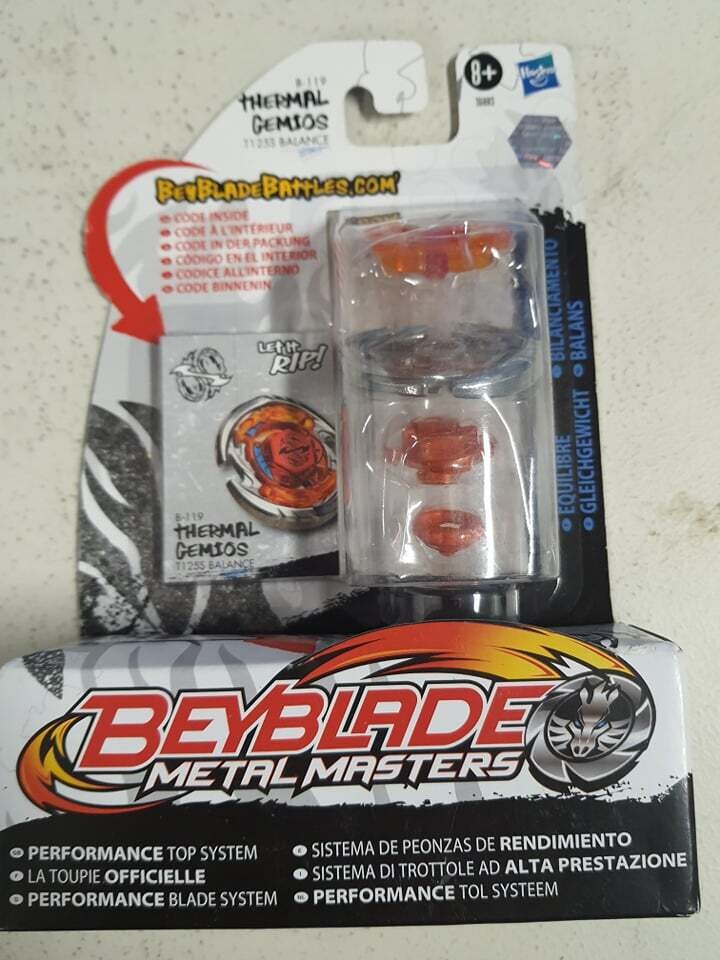 B-119
THERMAL
GEMIOS
T125S BALANCE
8+
Hasbro
BEYBLADEBATTLES.COM
CODE INSIDE
CODE À L'INTÉRIEUR
CODE IN DER PACKUNG
CÓDIGO EN EL INTERIOR
CODICE ALL'INTERNO
CODE BINNENIN
LET IT
RIP!
B-119
THERMAL
GEMIOS
T125S BALANCE
EQUILIBRE • BILANCIAMENTO
GLEICHGEWICHT • BALANS
BEYBLADE
METAL MASTERS
PERFORMANCE TOP SYSTEM
LA TOUPIE OFFICIELLE
PERFORMANCE BLADE SYSTEM
SISTEMA DE PEONZAS DE RENDIMIENTO
SISTEMA DI TROTTOLE AD ALTA PRESTAZIONE
PERFORMANCE TOL SYSTEEM